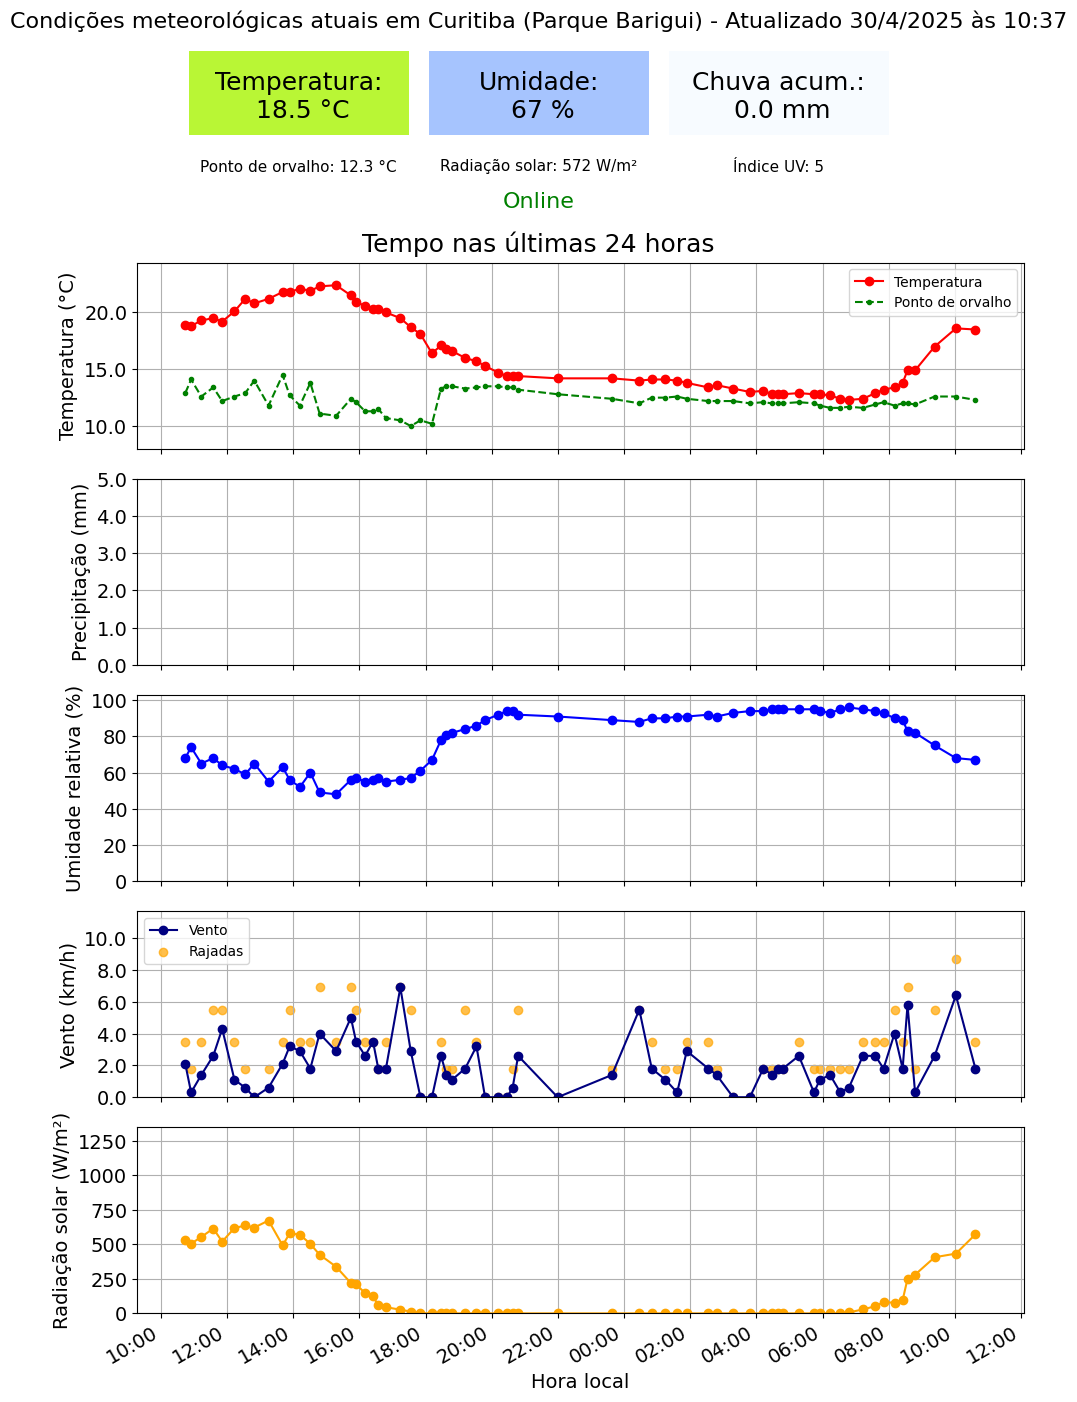 Condições meteorológicas atuais em Curitiba (Parque Barigui) - Atualizado 30/4/2025 às 10:37
Temperatura:
18.5 °C
Umidade:
67 %
Chuva acum.:
0.0 mm
Ponto de orvalho: 12.3 °C
Radiação solar: 572 W/m²
Índice UV: 5
Online
Tempo nas últimas 24 horas
Temperatura (°C)
20.0
15.0
10.0
Temperatura
Ponto de orvalho
Precipitação (mm)
5.0
4.0
3.0
2.0
1.0
0.0
Umidade relativa (%)
100
80
60
40
20
0
Vento (km/h)
10.0
8.0
6.0
4.0
2.0
0.0
Vento
Rajadas
Radiação solar (W/m²)
1250
1000
750
500
250
0
10:00
12:00
14:00
16:00
18:00
20:00
22:00
00:00
02:00
04:00
06:00
08:00
10:00
12:00
Hora local